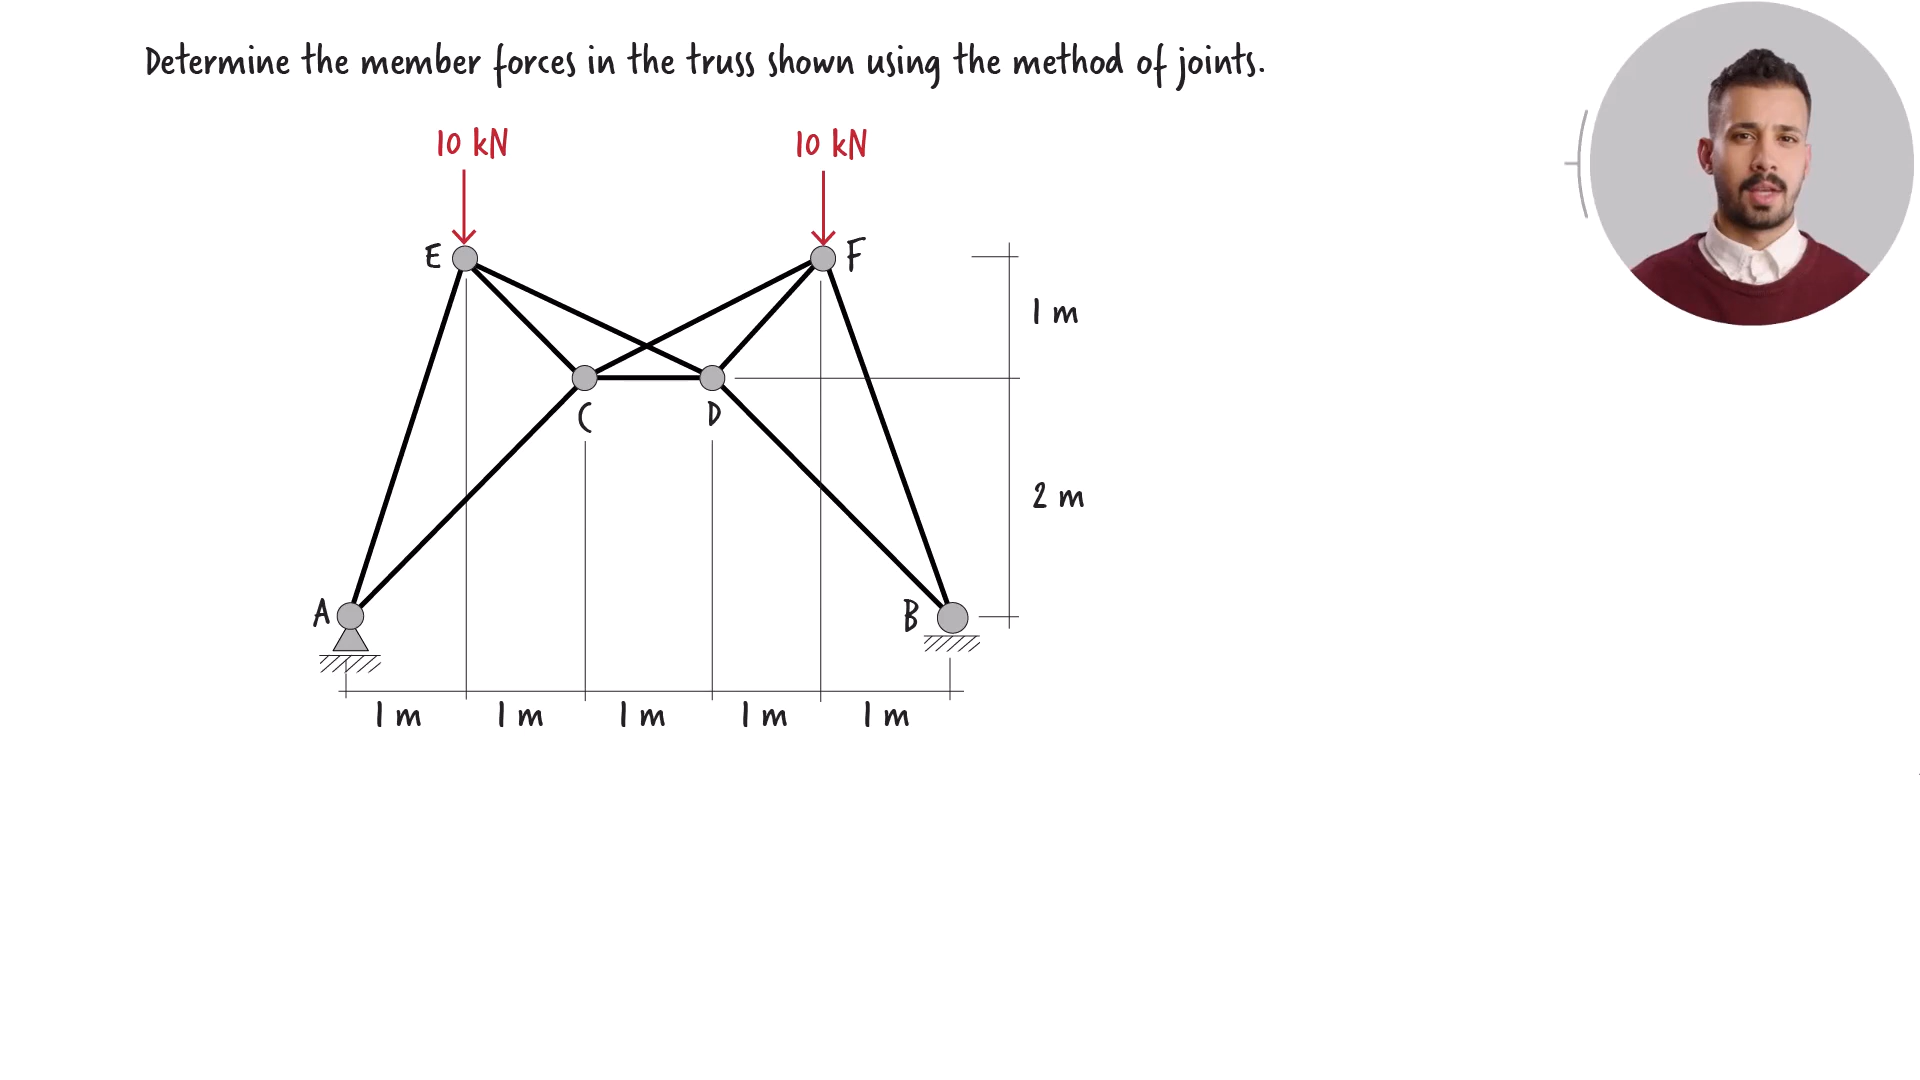 Determine the member forces in the truss shown using the method of joints.
10 kN
10 kN
E
F
1 m
C
D
2 m
A
B
1 m
1 m
1 m
1 m
1 m